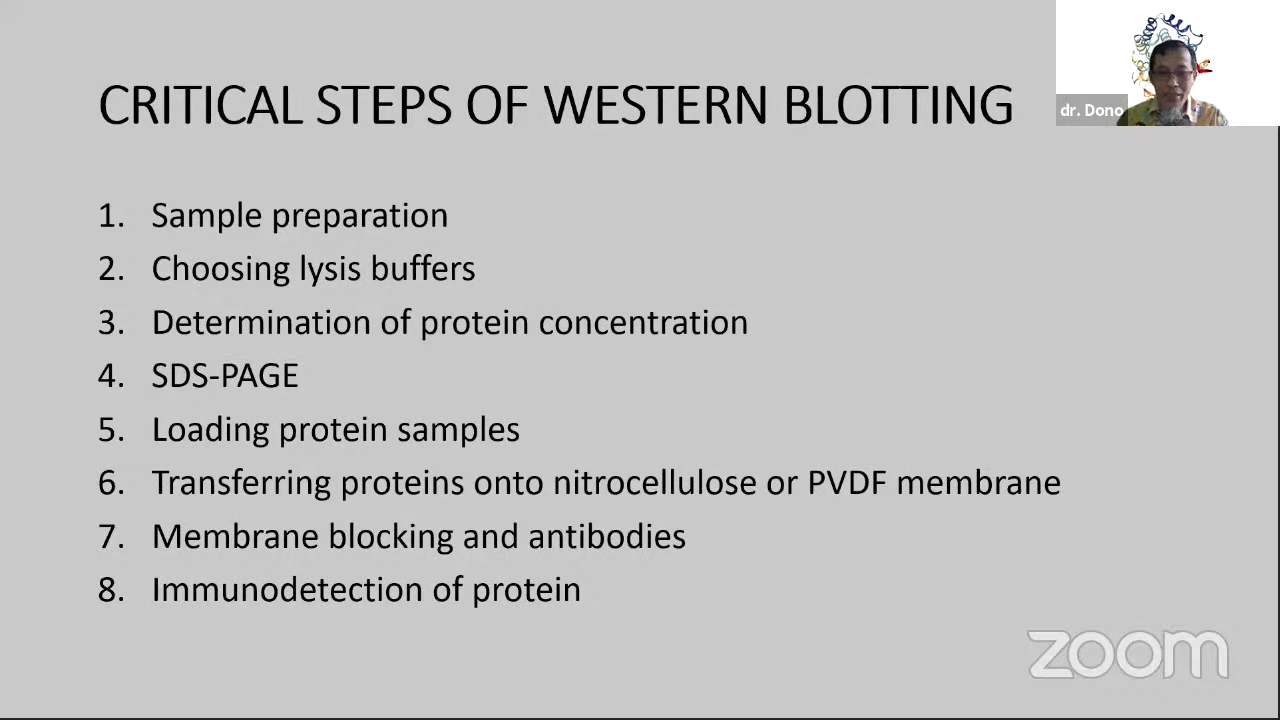 CRITICAL STEPS OF WESTERN BLOTTING
dr. Dono
1. Sample preparation
2. Choosing lysis buffers
3. Determination of protein concentration
4. SDS-PAGE
5. Loading protein samples
6. Transferring proteins onto nitrocellulose or PVDF membrane
7. Membrane blocking and antibodies
8. Immunodetection of protein
zoom